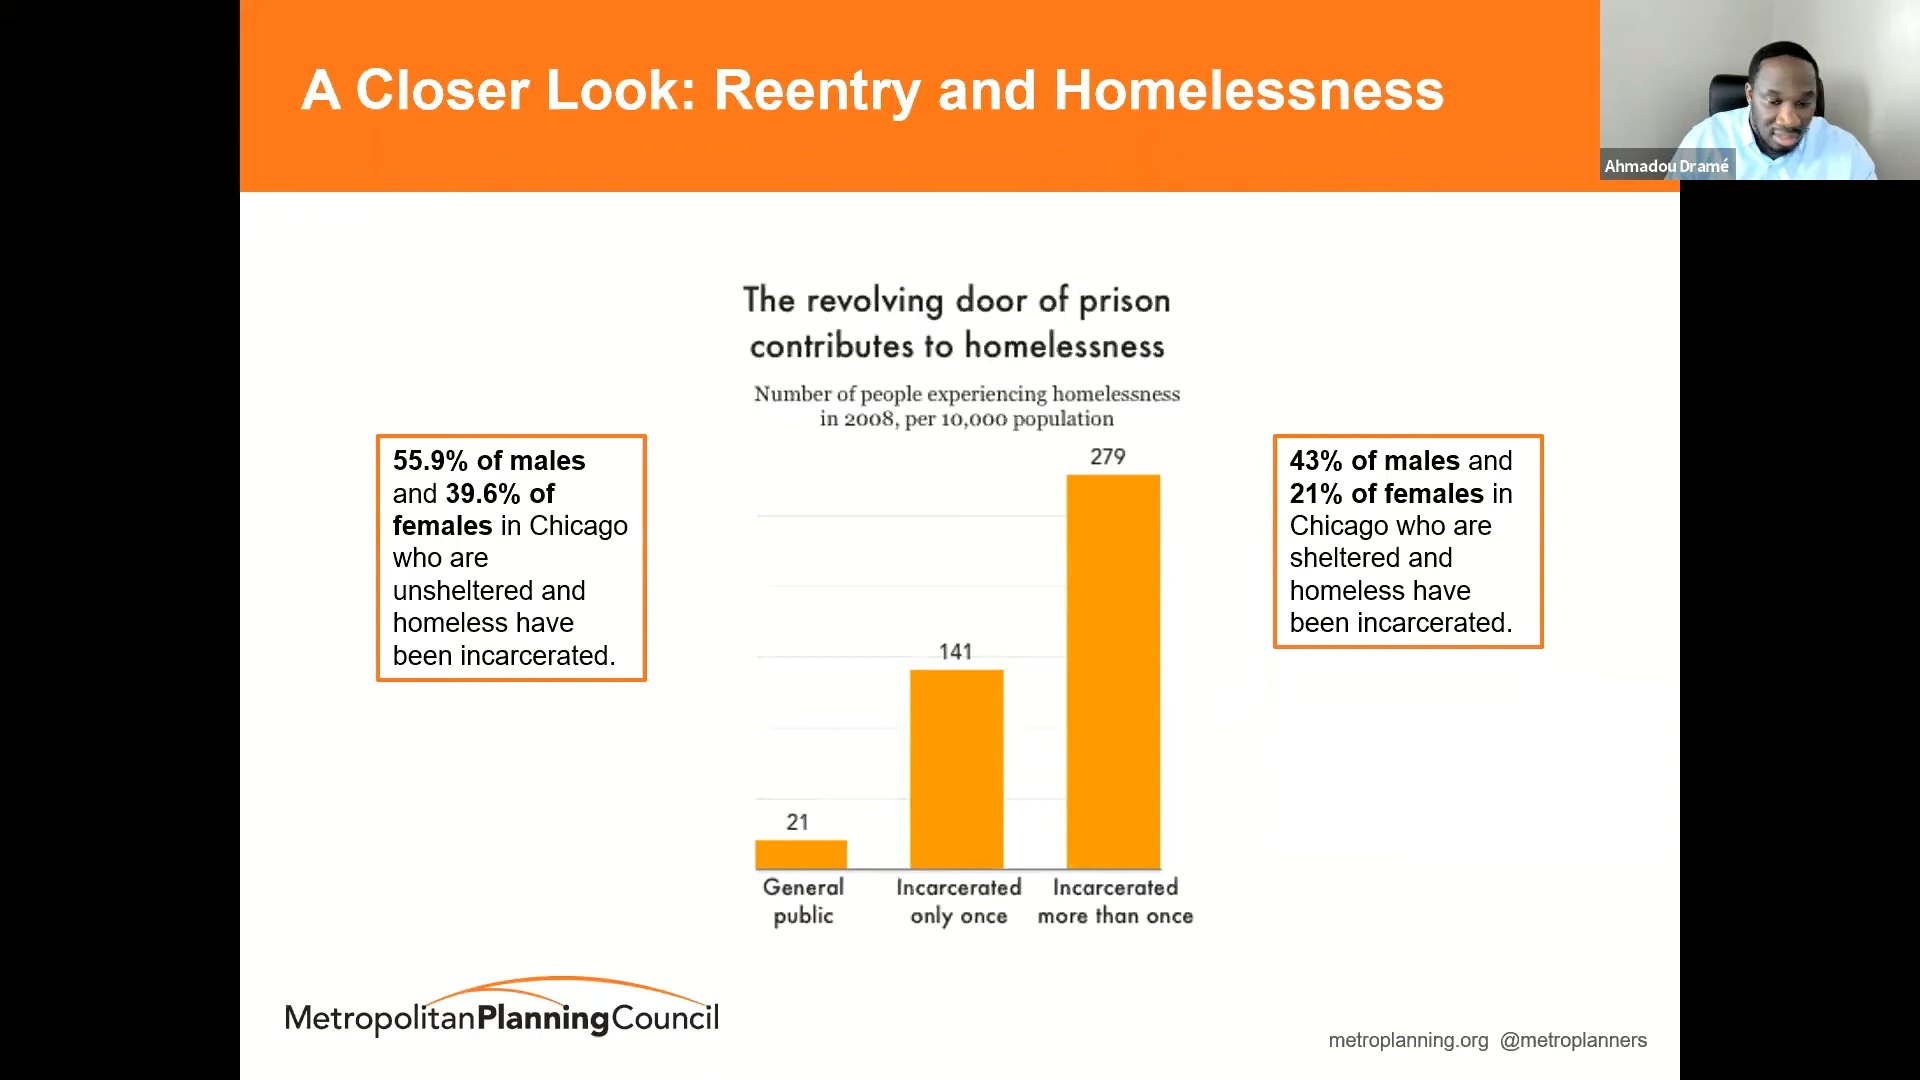 A Closer Look: Reentry and Homelessness
Ahmadou Dramé
The revolving door of prison
contributes to homelessness
Number of people experiencing homelessness
in 2008, per 10,000 population
55.9% of males
and 39.6% of
females in Chicago
who are
unsheltered and
homeless have
been incarcerated.
279
141
21
General
public
Incarcerated
only once
Incarcerated
more than once
43% of males and
21% of females in
Chicago who are
sheltered and
homeless have
been incarcerated.
MetropolitanPlanningCouncil
metroplanning.org @metroplanners